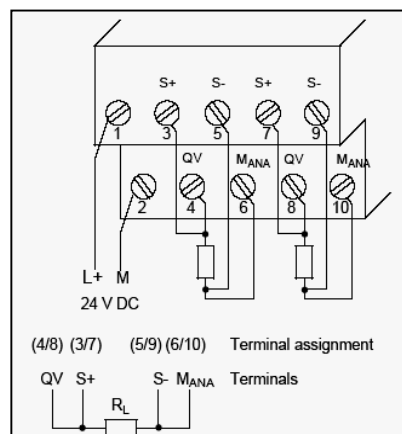 S+ S- S+ S-
1 3 5 7 9
QV MANA QV MANA
2 4 6 8 10
L+ M
24 V DC
(4/8) (3/7) (5/9) (6/10) Terminal assignment
QV S+ S- MANA Terminals
RL